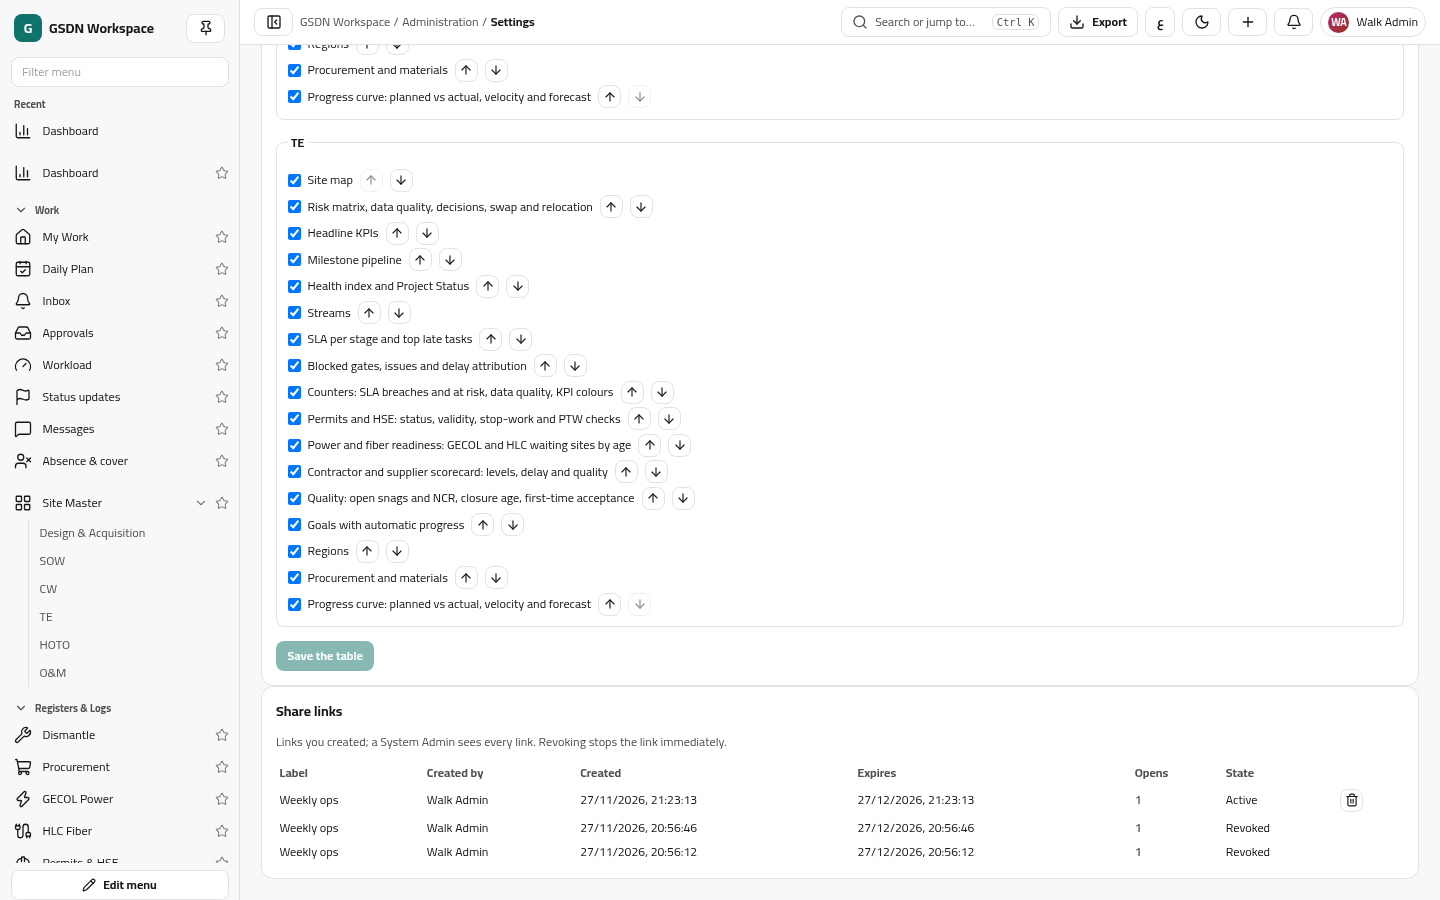 G GSDN Workspace
GSDN Workspace / Administration / Settings
Search or jump to...
Ctrl K
Export
ع
WA Walk Admin
Filter menu
Recent
Dashboard
Dashboard
Work
My Work
Daily Plan
Inbox
Approvals
Workload
Status updates
Messages
Absence & cover
Site Master
Design & Acquisition
SOW
CW
TE
HOTO
O&M
Registers & Logs
Dismantle
Procurement
GECOL Power
HLC Fiber
Permits & HSE
Edit menu
Regions
Procurement and materials
Progress curve: planned vs actual, velocity and forecast
TE
Site map
Risk matrix, data quality, decisions, swap and relocation
Headline KPIs
Milestone pipeline
Health index and Project Status
Streams
SLA per stage and top late tasks
Blocked gates, issues and delay attribution
Counters: SLA breaches and at risk, data quality, KPI colours
Permits and HSE: status, validity, stop-work and PTW checks
Power and fiber readiness: GECOL and HLC waiting sites by age
Contractor and supplier scorecard: levels, delay and quality
Quality: open snags and NCR, closure age, first-time acceptance
Goals with automatic progress
Regions
Procurement and materials
Progress curve: planned vs actual, velocity and forecast
Save the table
Share links
Links you created; a System Admin sees every link. Revoking stops the link immediately.
Label Created by Created Expires Opens State
Weekly ops Walk Admin 27/11/2026, 21:23:13 27/12/2026, 21:23:13 1 Active
Weekly ops Walk Admin 27/11/2026, 20:56:46 27/12/2026, 20:56:46 1 Revoked
Weekly ops Walk Admin 27/11/2026, 20:56:12 27/12/2026, 20:56:12 1 Revoked